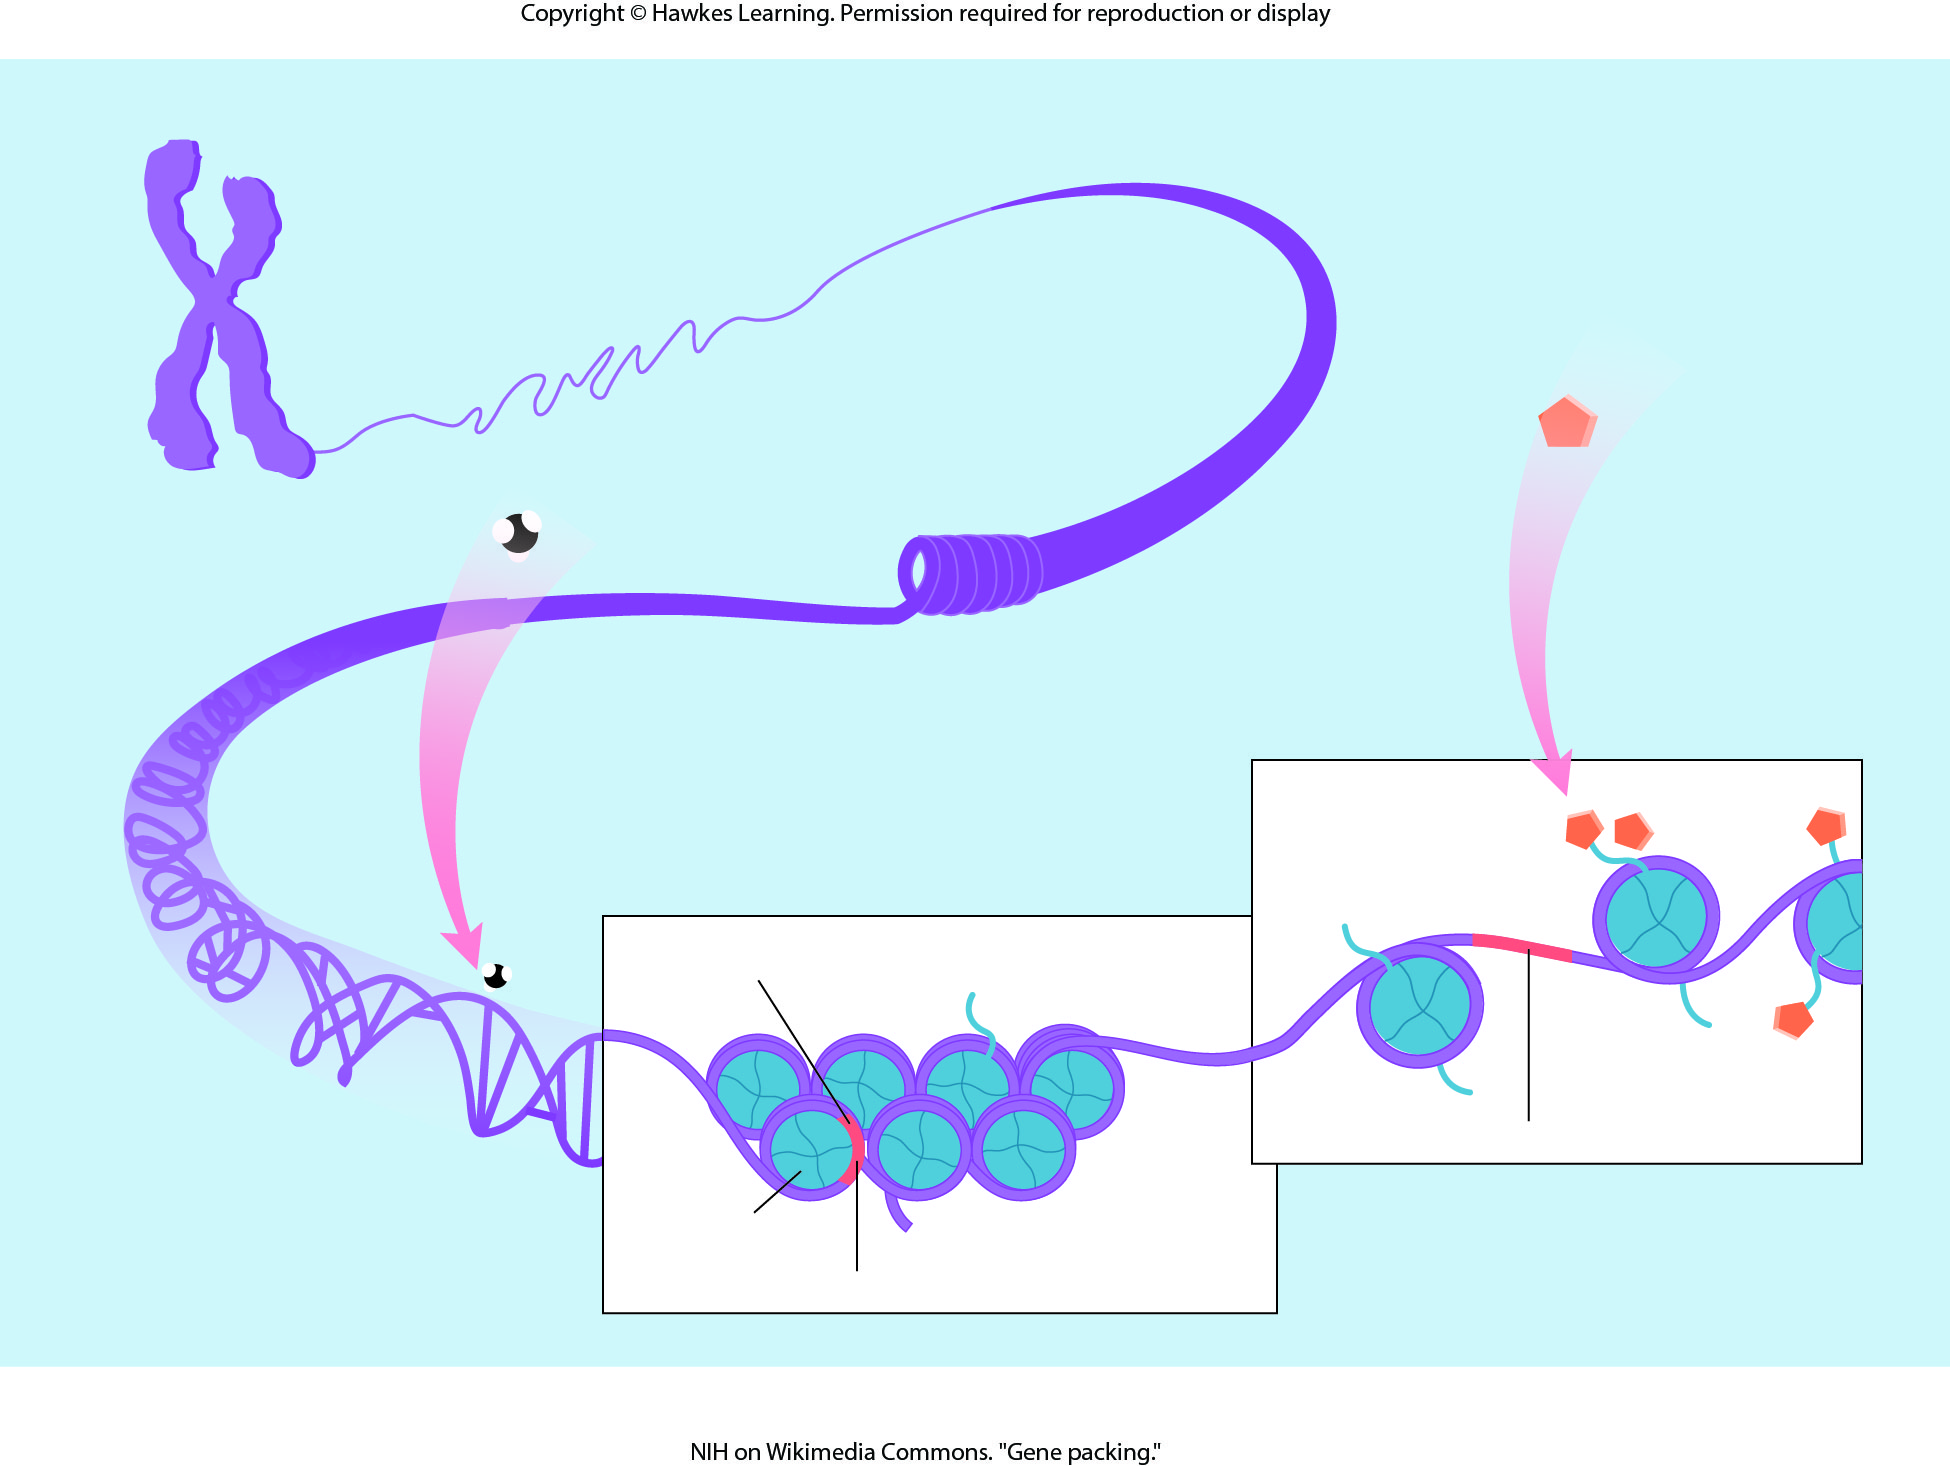 Copyright © Hawkes Learning. Permission required for reproduction or display
NIH on Wikimedia Commons. "Gene packing."